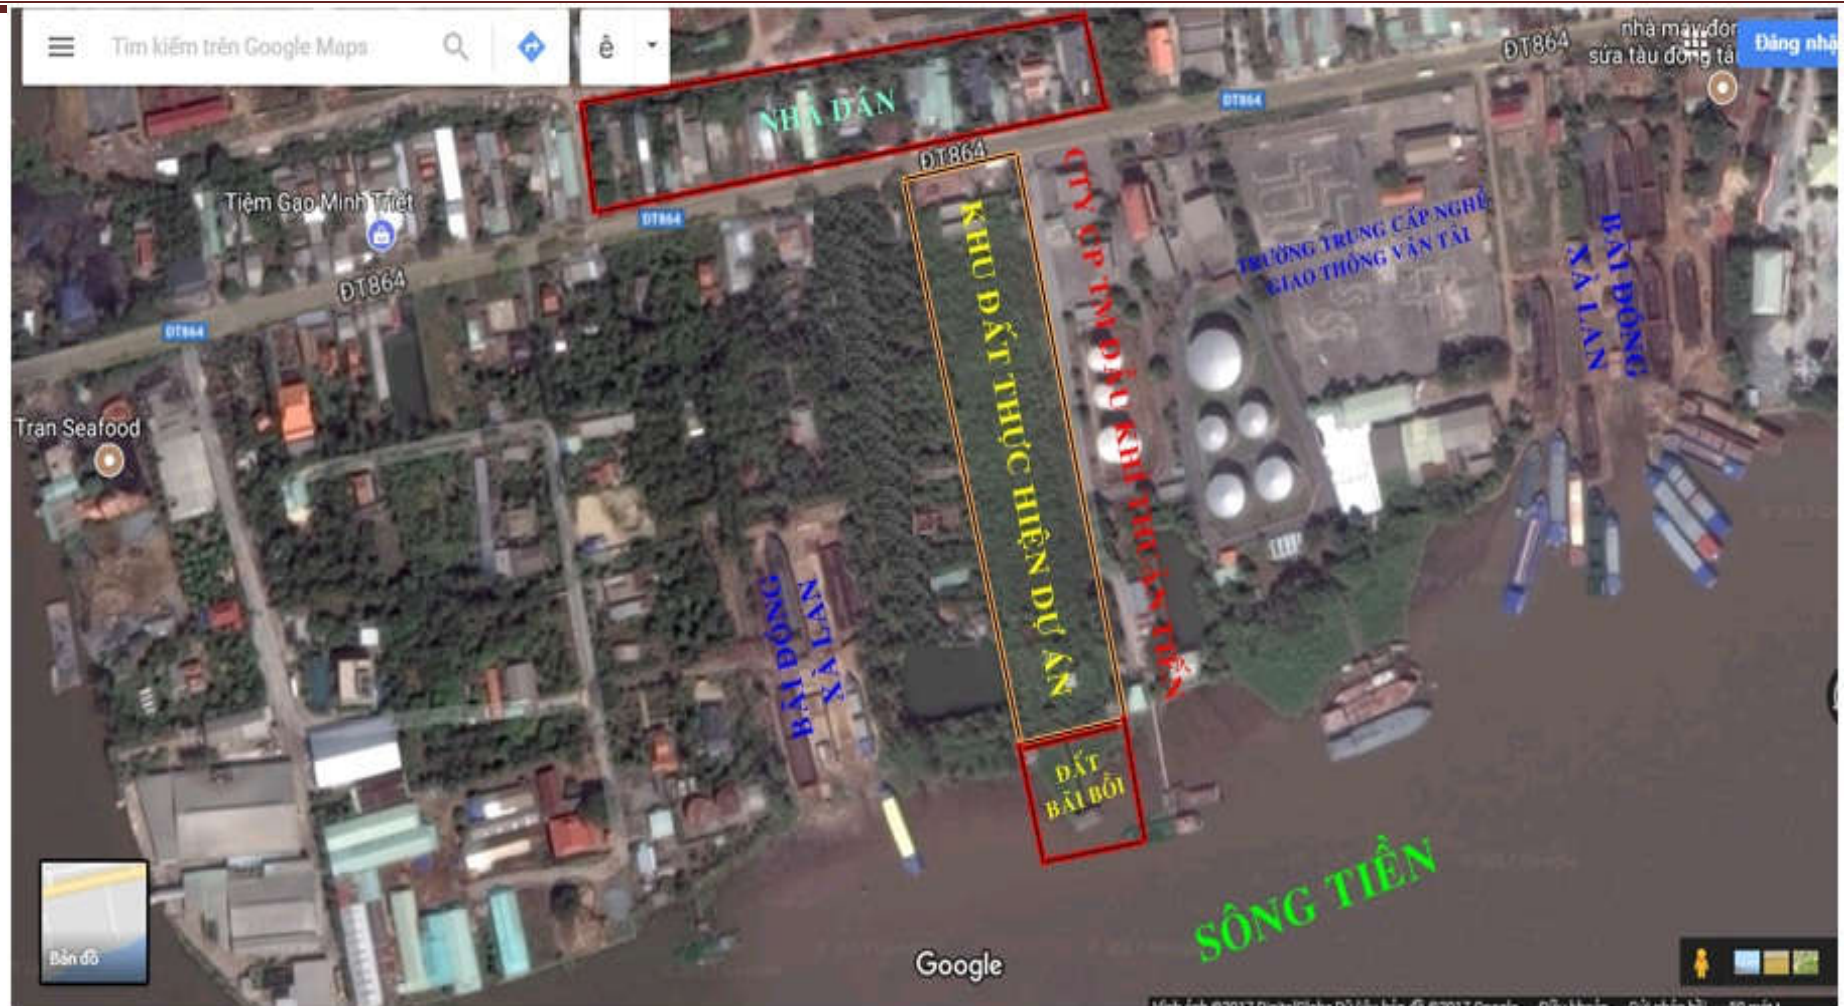 Tìm kiếm trên Google Maps
ê
nhà máy đón
sửa tàu đồng tâ
Đăng nhậ
ĐT864
ĐT864
NHÀ DÂN
ĐT864
Tiệm Gạo Minh Triết
ĐT864
ĐT864
ĐT864
Tran Seafood
KHU ĐẤT THỰC HIỆN DỰ ÁN
CTY CP TM DẦU KHÍ THUẬN TIẾN
TRƯỜNG TRUNG CẤP NGHỀ
GIAO THÔNG VẬN TẢI
BÃI ĐÓNG
XÀ LAN
BÃI ĐÓNG
XÀ LAN
ĐẤT
BÃI BỒI
SÔNG TIỀN
Bản đồ
Google